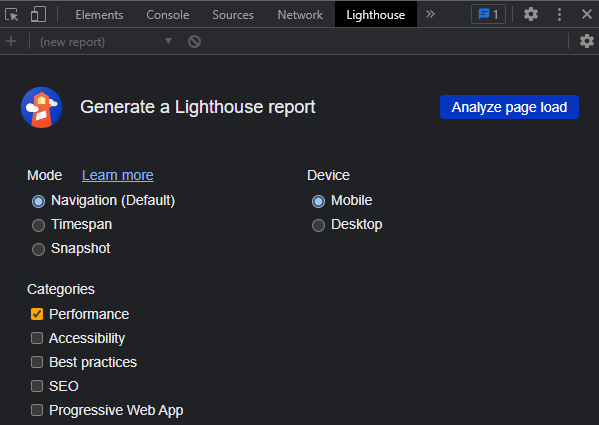 Elements Console Sources Network Lighthouse » 1
(new report)
Generate a Lighthouse report Analyze page load
Mode Learn more Device
Navigation (Default) Mobile
Timespan Desktop
Snapshot
Categories
Performance
Accessibility
Best practices
SEO
Progressive Web App